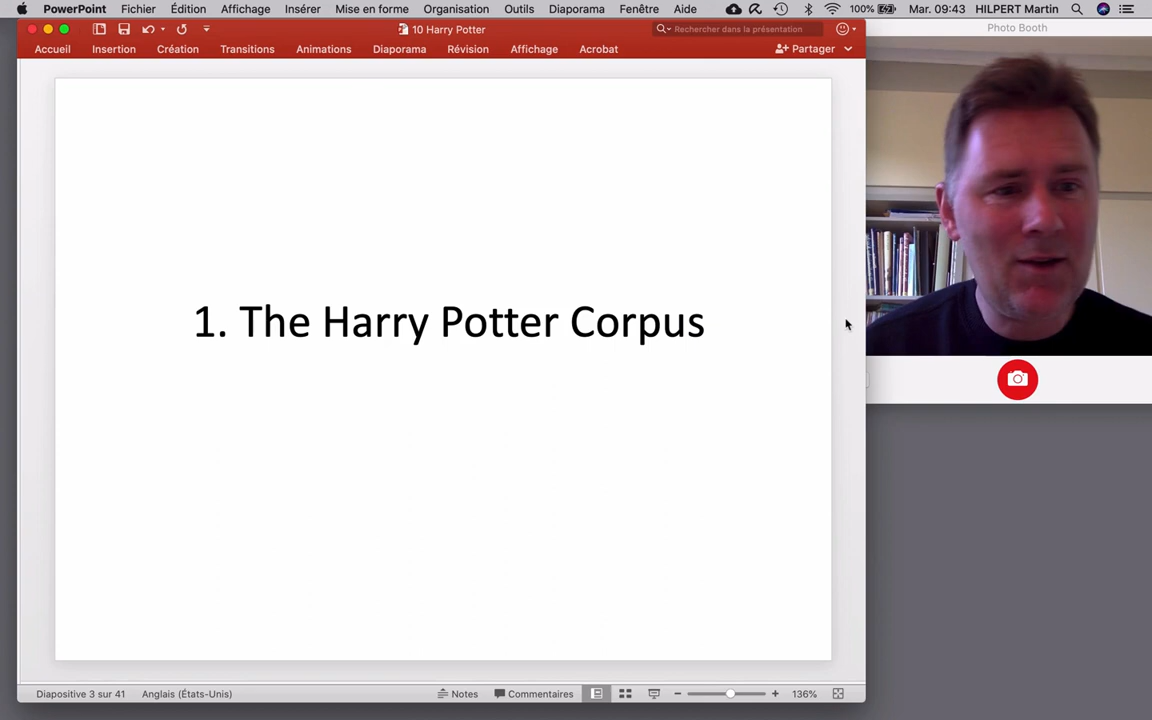 PowerPoint Fichier Édition Affichage Insérer Mise en forme Organisation Outils Diaporama Fenêtre Aide 100% Mar. 09:43 HILPERT Martin
10 Harry Potter
Rechercher dans la présentation
Photo Booth
Accueil Insertion Création Transitions Animations Diaporama Révision Affichage Acrobat Partager
1. The Harry Potter Corpus
Diapositive 3 sur 41 Anglais (États-Unis) Notes Commentaires 136%